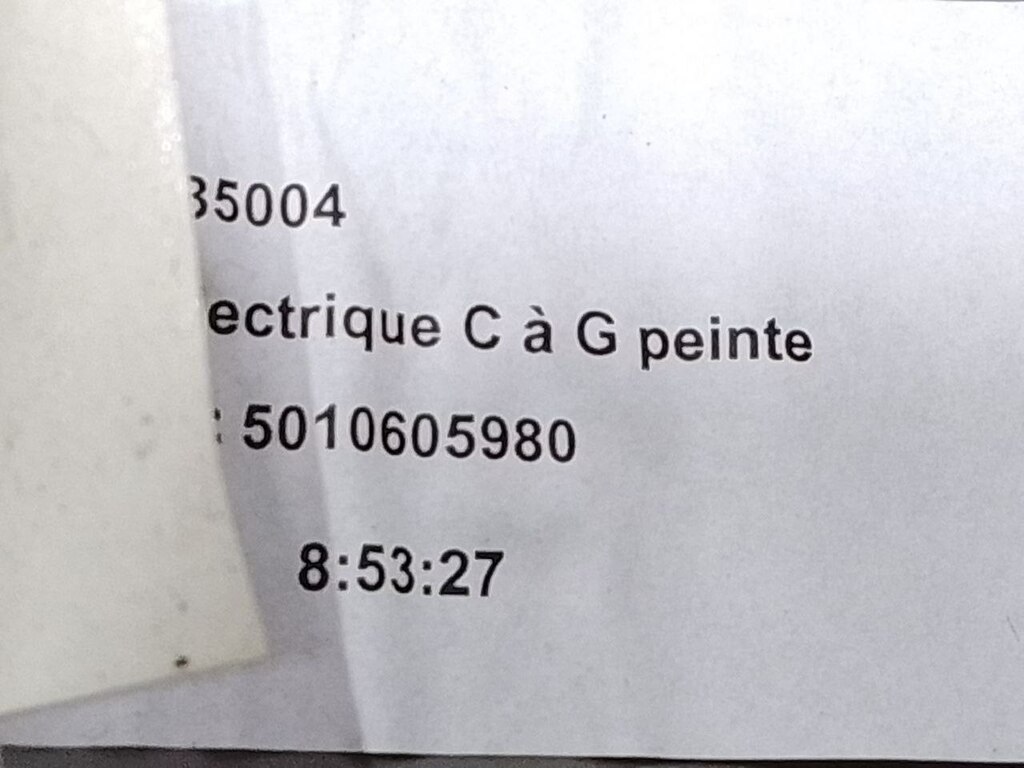 35004
ectrique C à G peinte
: 5010605980
8:53:27